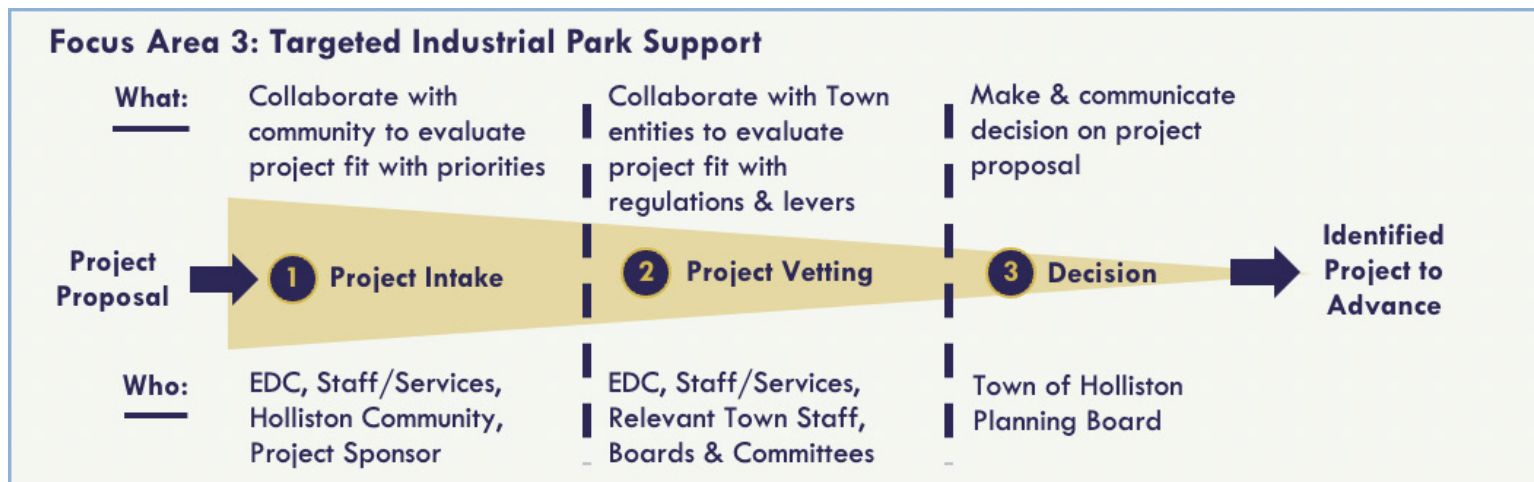 Focus Area 3: Targeted Industrial Park Support
What:
Collaborate with
community to evaluate
project fit with priorities
Collaborate with Town
entities to evaluate
project fit with
regulations & levers
Make & communicate
decision on project
proposal
Project
Proposal
1 Project Intake
2 Project Vetting
3 Decision
Identified
Project to
Advance
Who:
EDC, Staff/Services,
Holliston Community,
Project Sponsor
EDC, Staff/Services,
Relevant Town Staff,
Boards & Committees
Town of Holliston
Planning Board